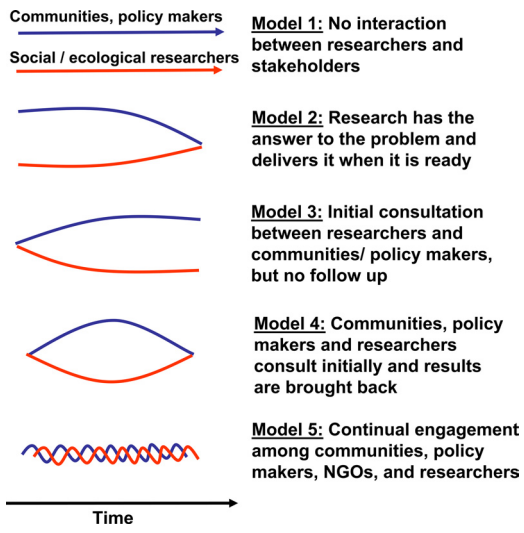 Communities, policy makers
Social / ecological researchers
Model 1: No interaction
between researchers and
stakeholders
Model 2: Research has the
answer to the problem and
delivers it when it is ready
Model 3: Initial consultation
between researchers and
communities/ policy makers,
but no follow up
Model 4: Communities, policy
makers and researchers
consult initially and results
are brought back
Model 5: Continual engagement
among communities, policy
makers, NGOs, and researchers
Time